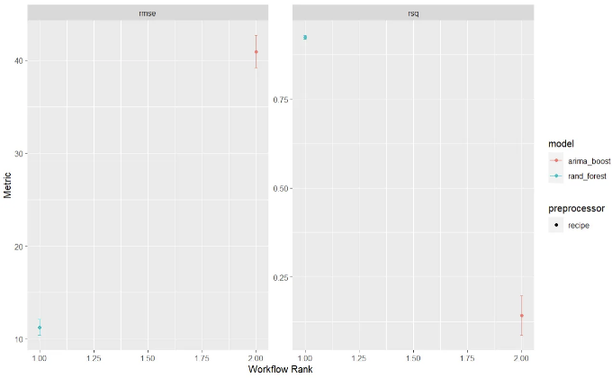 rmse
rsq
Metric
40
30
20
10
0.75
0.50
0.25
1.00 1.25 1.50 1.75 2.00
1.00 1.25 1.50 1.75 2.00
Workflow Rank
model
arima_boost
rand_forest
preprocessor
recipe